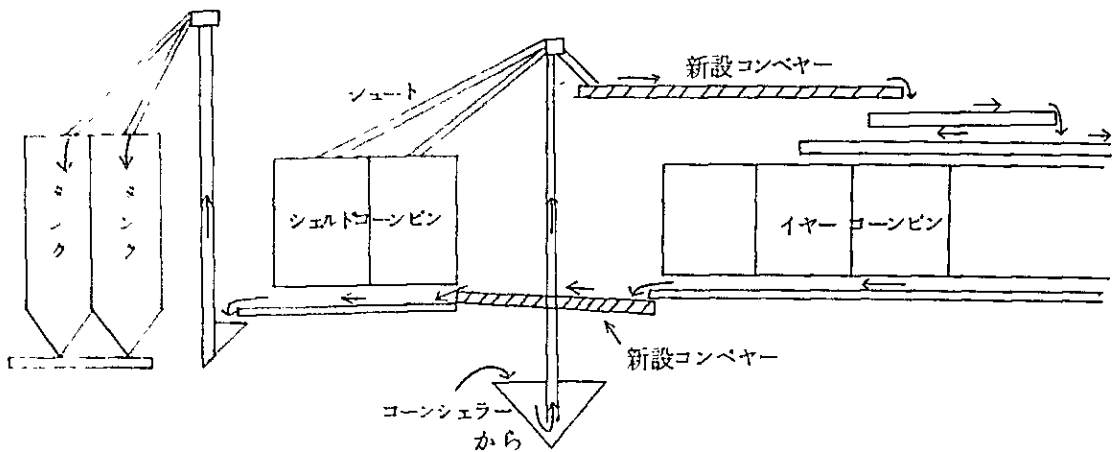 新設コンベヤー
シュート
タンク
タンク
シェルドコーンビン
イヤーコーンビン
新設コンベヤー
コーンシェラー
から